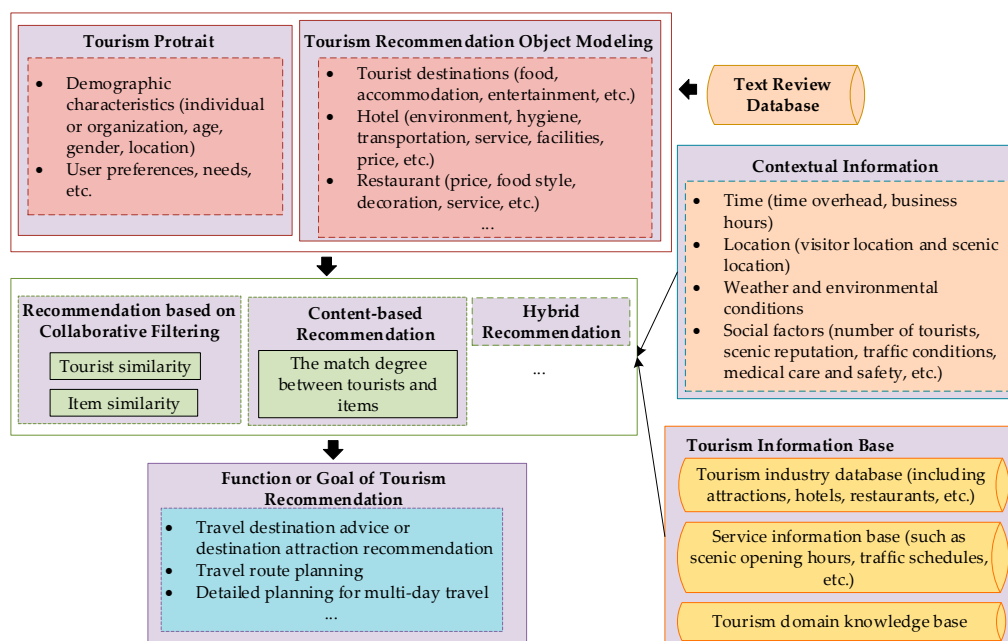 Tourism Protrait
• Demographic
characteristics (individual
or organization, age,
gender, location)
• User preferences, needs,
etc.
Tourism Recommendation Object Modeling
• Tourist destinations (food,
accommodation, entertainment, etc.)
• Hotel (environment, hygiene,
transportation, service, facilities,
price, etc.)
• Restaurant (price, food style,
decoration, service, etc.)
...
Text Review
Database
Contextual Information
• Time (time overhead, business
hours)
• Location (visitor location and scenic
location)
• Weather and environmental
conditions
• Social factors (number of tourists,
scenic reputation, traffic conditions,
medical care and safety, etc.)
Recommendation based on
Collaborative Filtering
Tourist similarity
Item similarity
Content-based
Recommendation
The match degree
between tourists and
items
Hybrid
Recommendation
...
Tourism Information Base
Tourism industry database (including
attractions, hotels, restaurants, etc.)
Service information base (such as
scenic opening hours, traffic schedules,
etc.)
Tourism domain knowledge base
Function or Goal of Tourism
Recommendation
• Travel destination advice or
destination attraction recommendation
• Travel route planning
• Detailed planning for multi-day travel
...